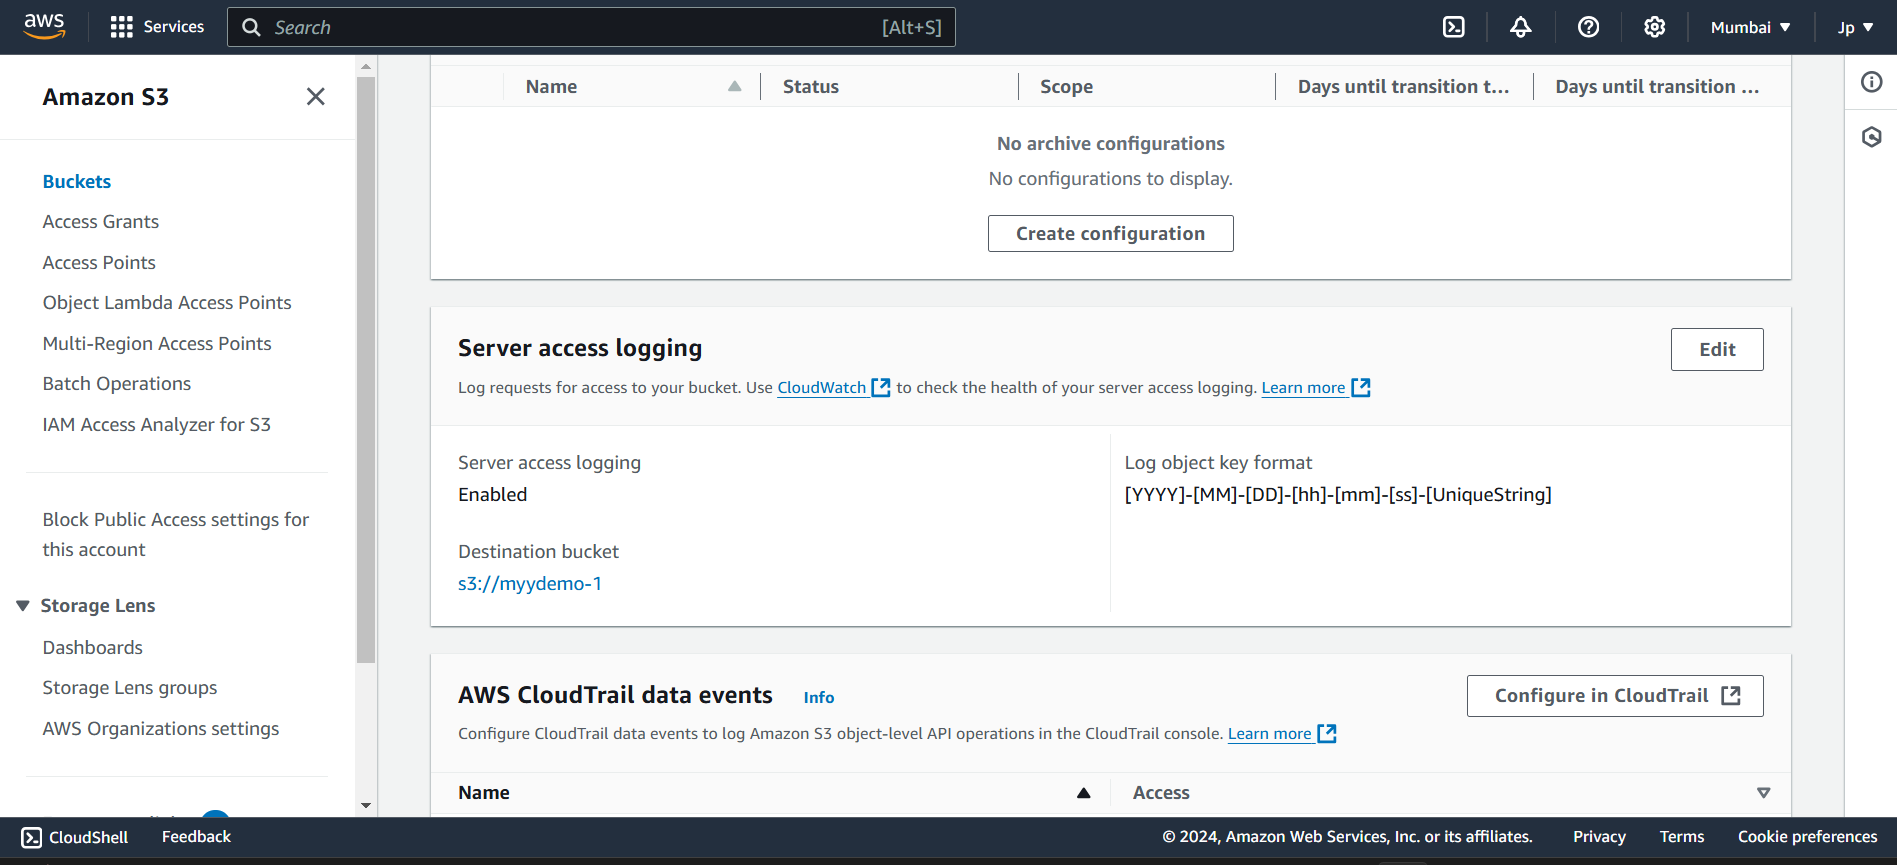 aws
Services
Search
[Alt+S]
Mumbai
Jp
Amazon S3
Buckets
Access Grants
Access Points
Object Lambda Access Points
Multi-Region Access Points
Batch Operations
IAM Access Analyzer for S3
Block Public Access settings for
this account
Storage Lens
Dashboards
Storage Lens groups
AWS Organizations settings
Name
Status
Scope
Days until transition t...
Days until transition ...
No archive configurations
No configurations to display.
Create configuration
Server access logging
Edit
Log requests for access to your bucket. Use CloudWatch to check the health of your server access logging. Learn more
Server access logging
Enabled
Log object key format
[YYYY]-[MM]-[DD]-[hh]-[mm]-[ss]-[UniqueString]
Destination bucket
s3://myydemo-1
AWS CloudTrail data events
Info
Configure in CloudTrail
Configure CloudTrail data events to log Amazon S3 object-level API operations in the CloudTrail console. Learn more
Name
Access
CloudShell
Feedback
© 2024, Amazon Web Services, Inc. or its affiliates.
Privacy
Terms
Cookie preferences